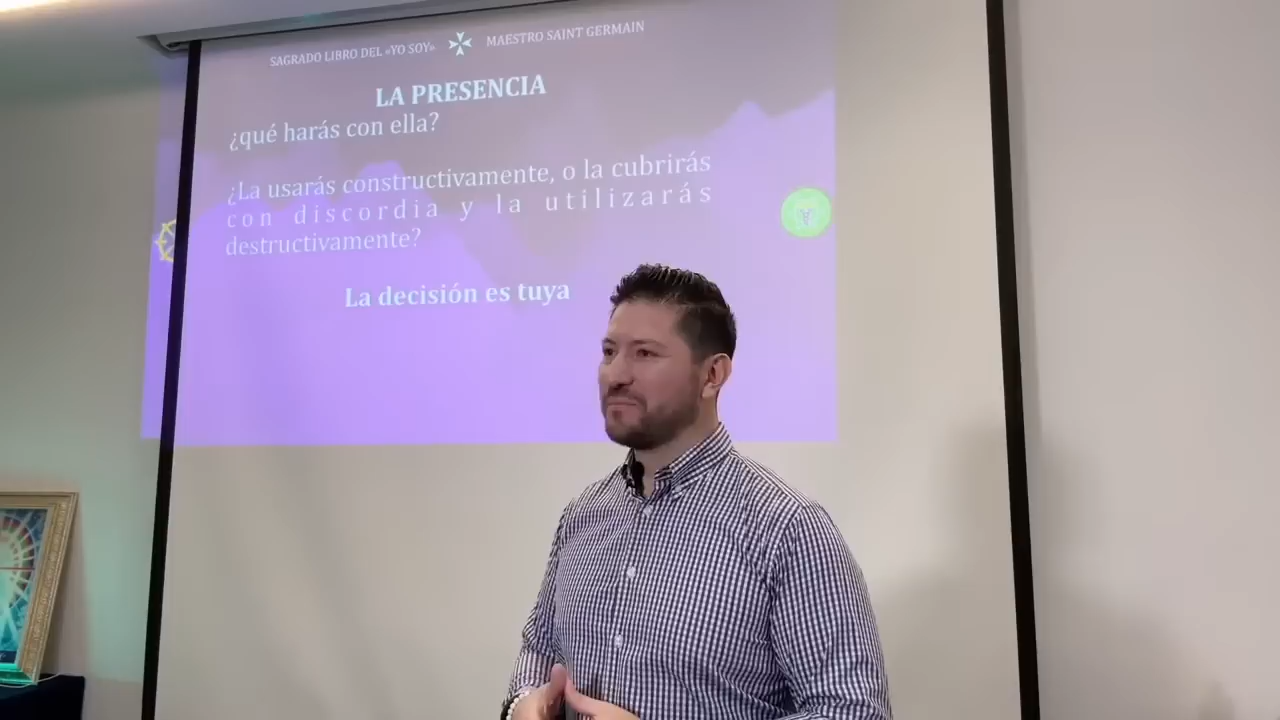 SAGRADO LIBRO DEL «YO SOY» MAESTRO SAINT GERMAIN
LA PRESENCIA
¿qué harás con ella?
¿La usarás constructivamente, o la cubrirás
con discordia y la utilizarás
destructivamente?
La decisión es tuya